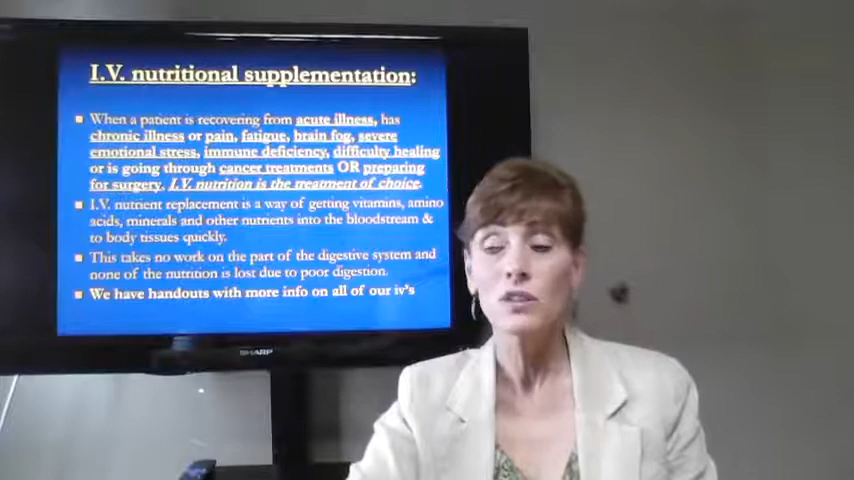 I.V. nutritional supplementation:
When a patient is recovering from acute illness, has
chronic illness or pain, fatigue, brain fog, severe
emotional stress, immune deficiency, difficulty healing
or is going through cancer treatments OR preparing
for surgery, I.V. nutrition is the treatment of choice.
I.V. nutrient replacement is a way of getting vitamins, amino
acids, minerals and other nutrients into the bloodstream &
to body tissues quickly.
This takes no work on the part of the digestive system and
none of the nutrition is lost due to poor digestion.
We have handouts with more info on all of our iv's
SHARP